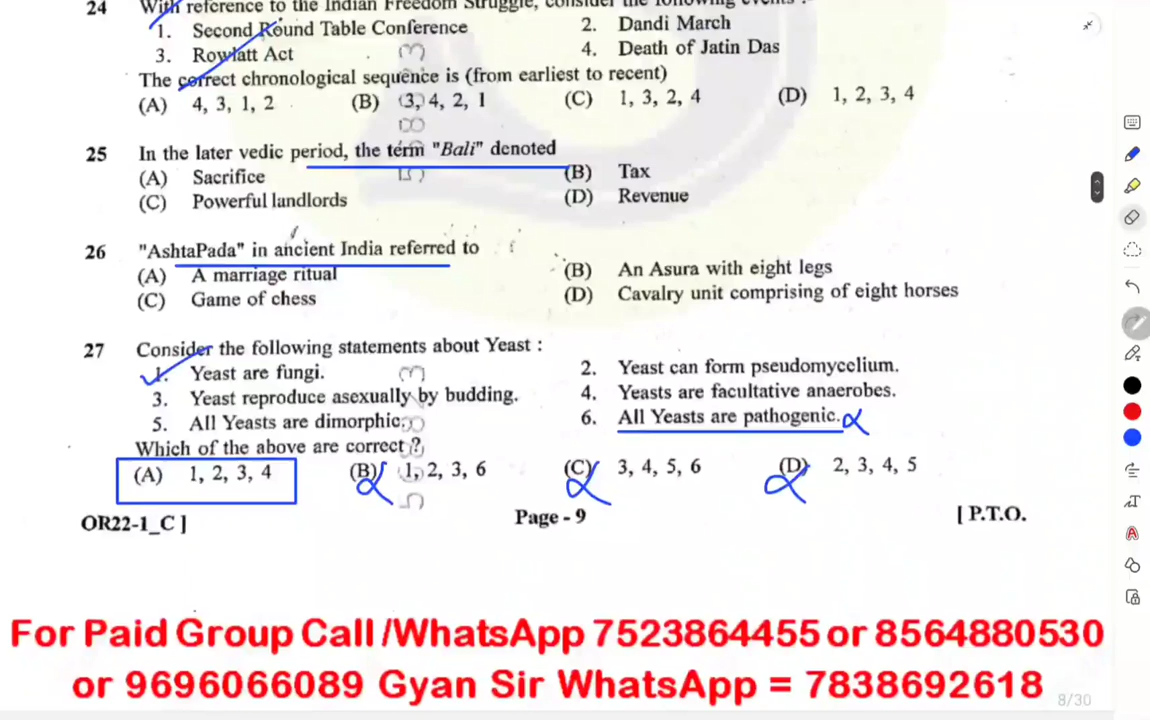 24 With reference to the Indian Freedom Struggle, consider the following events :
1. Second Round Table Conference 2. Dandi March
3. Rowlatt Act 4. Death of Jatin Das
The correct chronological sequence is (from earliest to recent)
(A) 4, 3, 1, 2 (B) 3, 4, 2, 1 (C) 1, 3, 2, 4 (D) 1, 2, 3, 4
25 In the later vedic period, the term "Bali" denoted
(A) Sacrifice (B) Tax
(C) Powerful landlords (D) Revenue
26 "AshtaPada" in ancient India referred to
(A) A marriage ritual (B) An Asura with eight legs
(C) Game of chess (D) Cavalry unit comprising of eight horses
27 Consider the following statements about Yeast :
1. Yeast are fungi. 2. Yeast can form pseudomycelium.
3. Yeast reproduce asexually by budding. 4. Yeasts are facultative anaerobes.
5. All Yeasts are dimorphic. 6. All Yeasts are pathogenic.
Which of the above are correct ?
(A) 1, 2, 3, 4 (B) 1, 2, 3, 6 (C) 3, 4, 5, 6 (D) 2, 3, 4, 5
OR22-1_C ] Page - 9 [ P.T.O.
For Paid Group Call /WhatsApp 7523864455 or 8564880530
or 9696066089 Gyan Sir WhatsApp = 7838692618
8/30